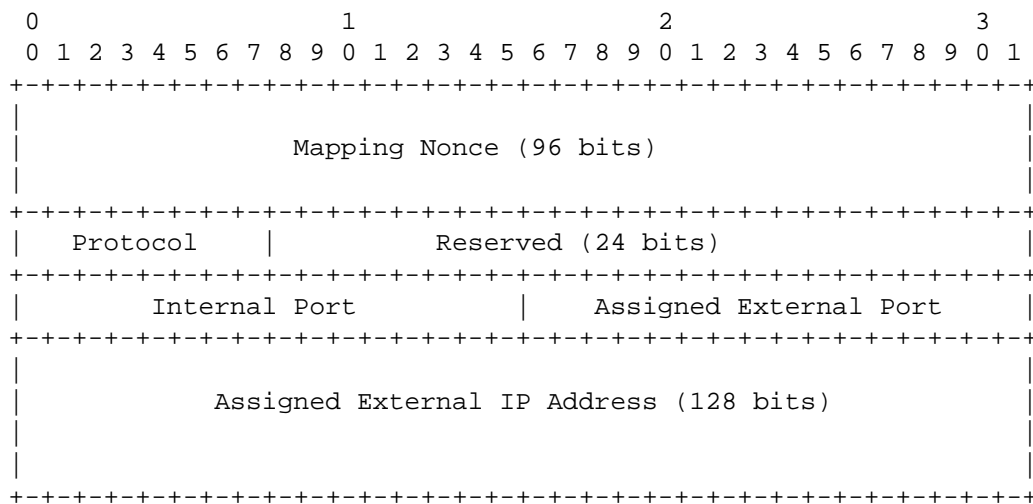 0                   1                   2                   3
 0 1 2 3 4 5 6 7 8 9 0 1 2 3 4 5 6 7 8 9 0 1 2 3 4 5 6 7 8 9 0 1
+-+-+-+-+-+-+-+-+-+-+-+-+-+-+-+-+-+-+-+-+-+-+-+-+-+-+-+-+-+-+-+-+
|                                                               |
|                 Mapping Nonce (96 bits)                       |
|                                                               |
+-+-+-+-+-+-+-+-+-+-+-+-+-+-+-+-+-+-+-+-+-+-+-+-+-+-+-+-+-+-+-+-+
|   Protocol    |          Reserved (24 bits)                   |
+-+-+-+-+-+-+-+-+-+-+-+-+-+-+-+-+-+-+-+-+-+-+-+-+-+-+-+-+-+-+-+-+
|        Internal Port          |    Assigned External Port     |
+-+-+-+-+-+-+-+-+-+-+-+-+-+-+-+-+-+-+-+-+-+-+-+-+-+-+-+-+-+-+-+-+
|                                                               |
|            Assigned External IP Address (128 bits)            |
|                                                               |
|                                                               |
+-+-+-+-+-+-+-+-+-+-+-+-+-+-+-+-+-+-+-+-+-+-+-+-+-+-+-+-+-+-+-+-+